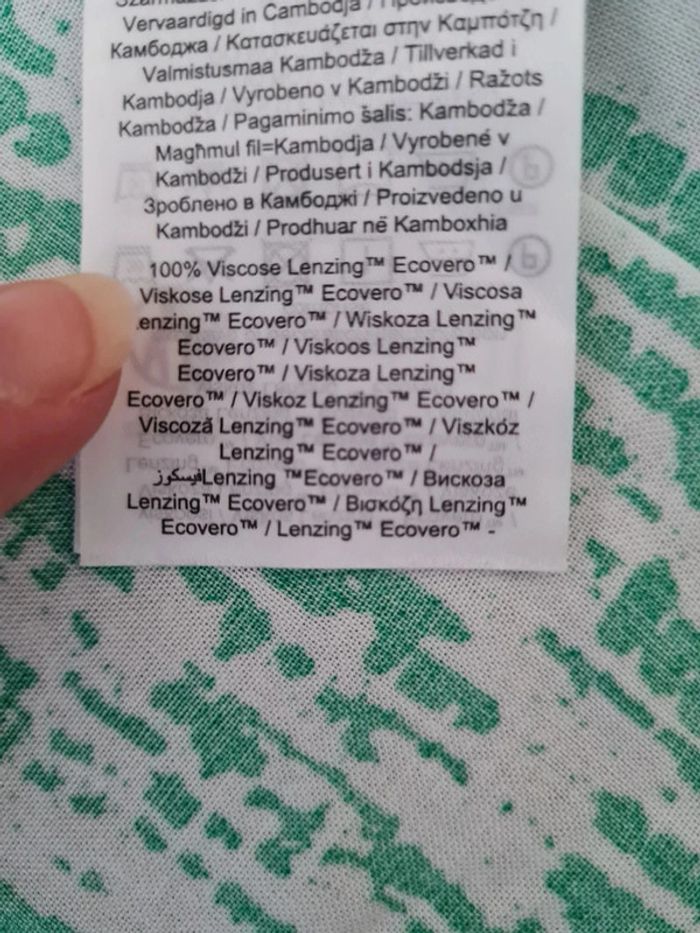 Vervaardigd in Cambodja /
Камбоджа / Κατασκευάζεται στην Καμπότζη /
Valmistusmaa Kambodža / Tillverkad i
Kambodja / Vyrobeno v Kambodži / Ražots
Kambodža / Pagaminimo šalis: Kambodža /
Magħmul fil=Kambodja / Vyrobené v
Kambodži / Produsert i Kambodsja /
Зроблено в Камбоджі / Proizvedeno u
Kambodži / Prodhuar në Kamboxhia
100% Viscose Lenzing™ Ecovero™ /
Viskose Lenzing™ Ecovero™ / Viscosa
enzing™ Ecovero™ / Wiskoza Lenzing™
Ecovero™ / Viskoos Lenzing™
Ecovero™ / Viskoza Lenzing™
Ecovero™ / Viskoz Lenzing™ Ecovero™ /
Viscoză Lenzing™ Ecovero™ / Viszkóz
Lenzing™ Ecovero™ /
فيسكوزLenzing ™Ecovero™ / Вискоза
Lenzing™ Ecovero™ / Βισκόζη Lenzing™
Ecovero™ / Lenzing™ Ecovero™ -